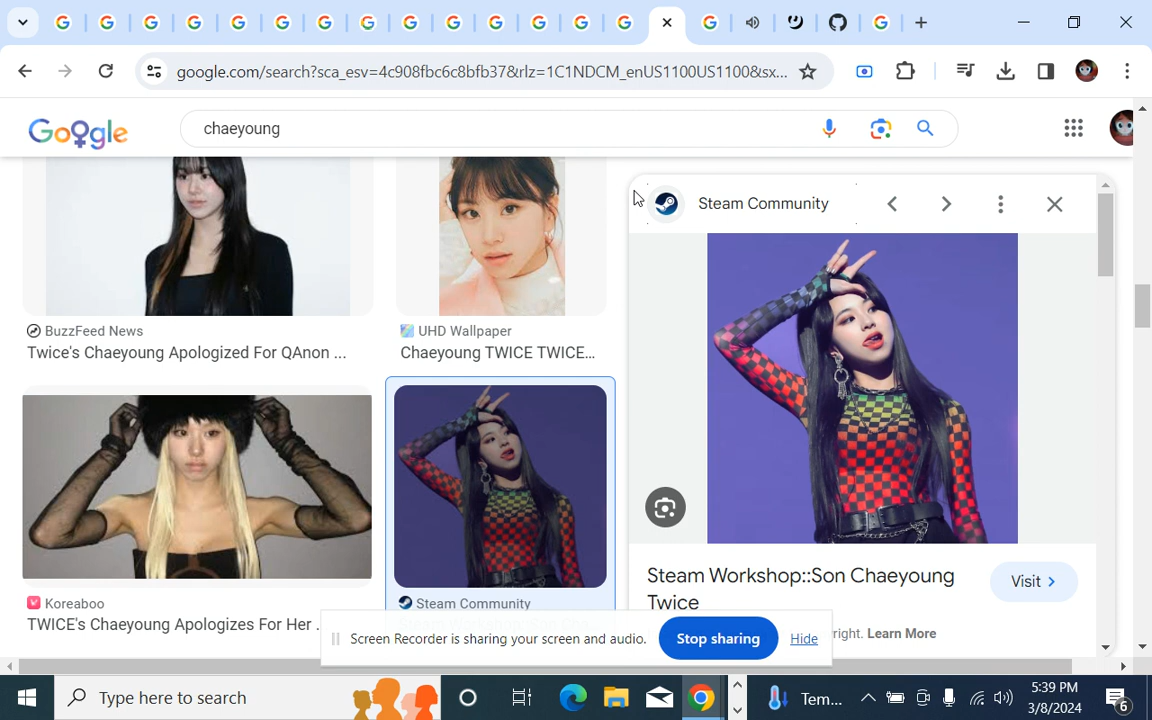 google.com/search?sca_esv=4c908fbc6c8bfb37&rlz=1C1NDCM_enUS1100US1100&sx...
Google
chaeyoung
Steam Community
BuzzFeed News
Twice's Chaeyoung Apologized For QAnon ...
UHD Wallpaper
Chaeyoung TWICE TWICE...
Koreaboo
TWICE's Chaeyoung Apologizes For Her .
Steam Community
Steam Workshop::Son Chaeyoung
Twice
Visit
right. Learn More
Screen Recorder is sharing your screen and audio.
Stop sharing
Hide
Type here to search
Tem...
5:39 PM
3/8/2024
6